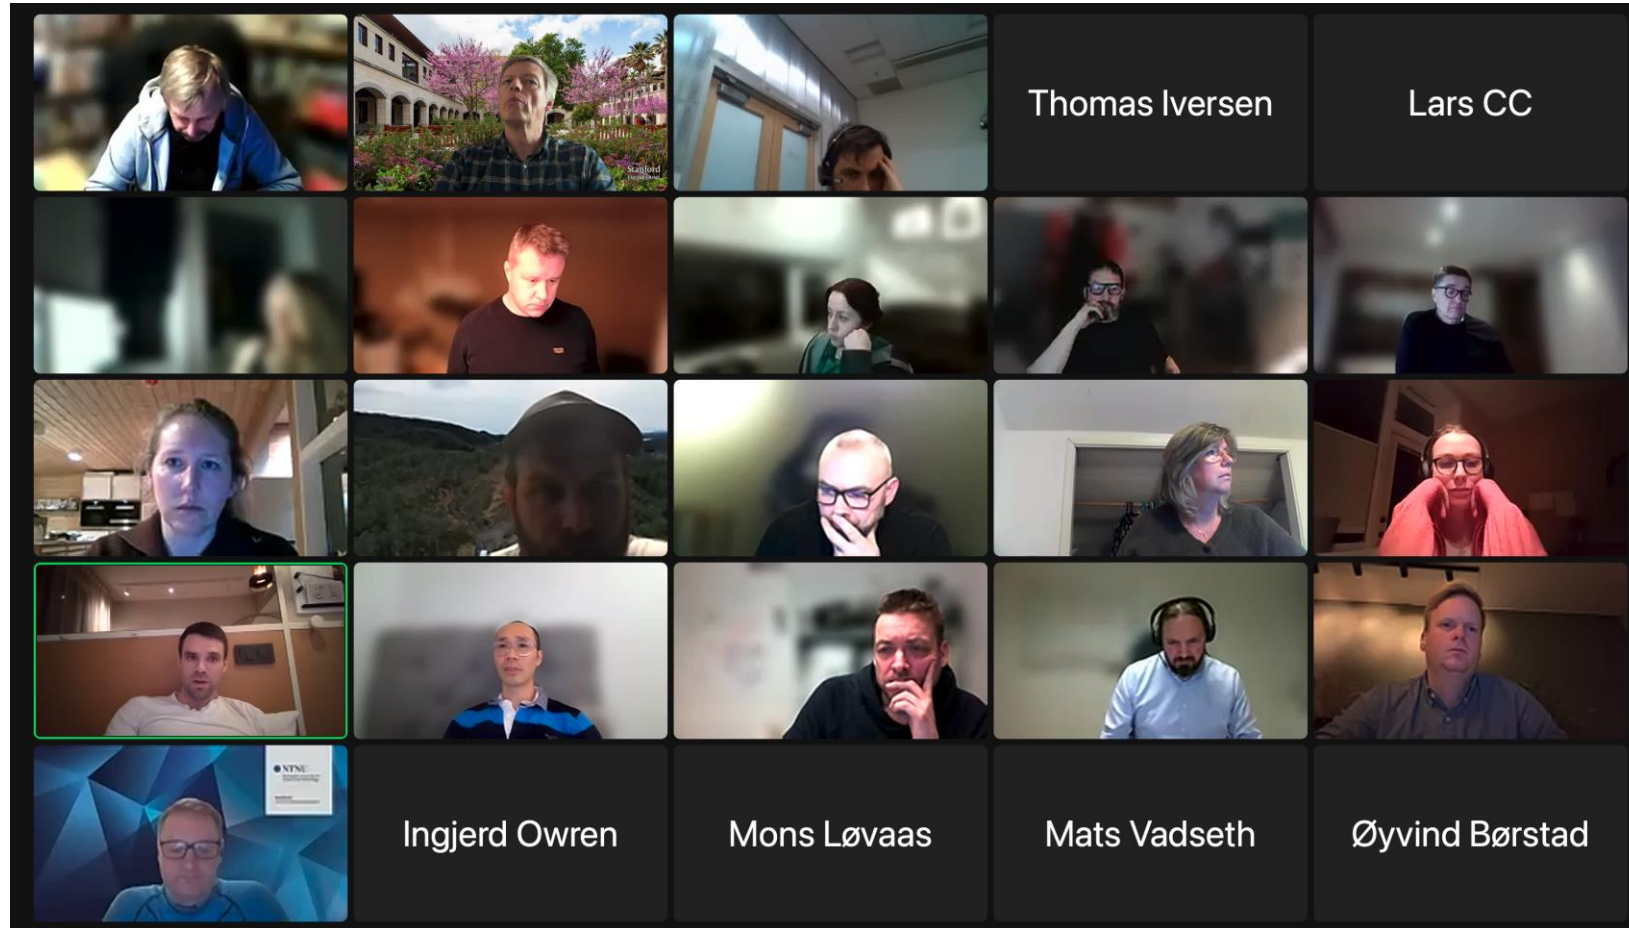 Thomas Iversen
Lars CC
Stanford
NTNU
Ingjerd Owren
Mons Løvaas
Mats Vadseth
Øyvind Børstad